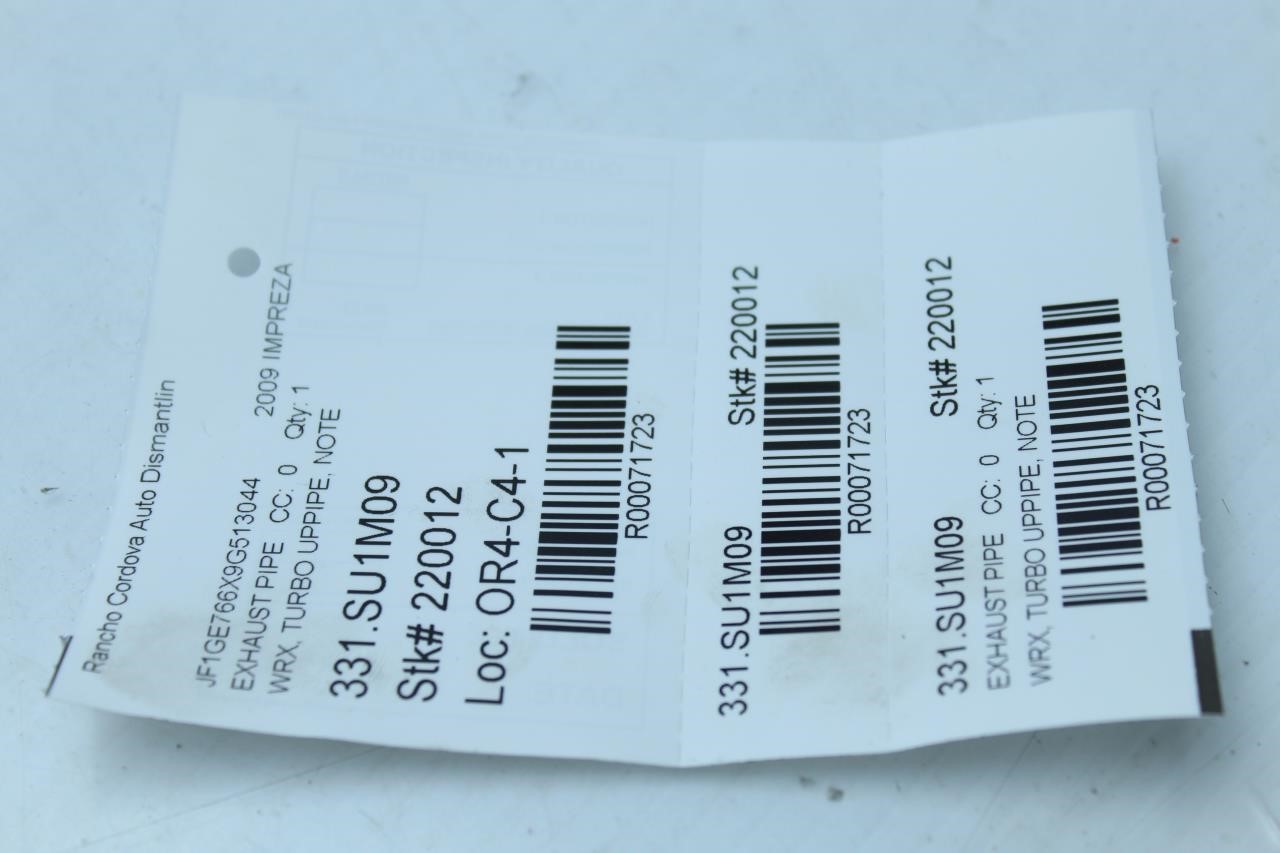 Rancho Cordova Auto Dismantlin
JF1GE766X9G513044 2009 IMPREZA
EXHAUST PIPE CC: 0 Qty: 1
WRX, TURBO UPPIPE, NOTE
331.SU1M09
Stk# 220012
Loc: OR4-C4-1
R00071723
331.SU1M09 Stk# 220012
R00071723
331.SU1M09 Stk# 220012
EXHAUST PIPE CC: 0 Qty: 1
WRX, TURBO UPPIPE, NOTE
R00071723
DATE